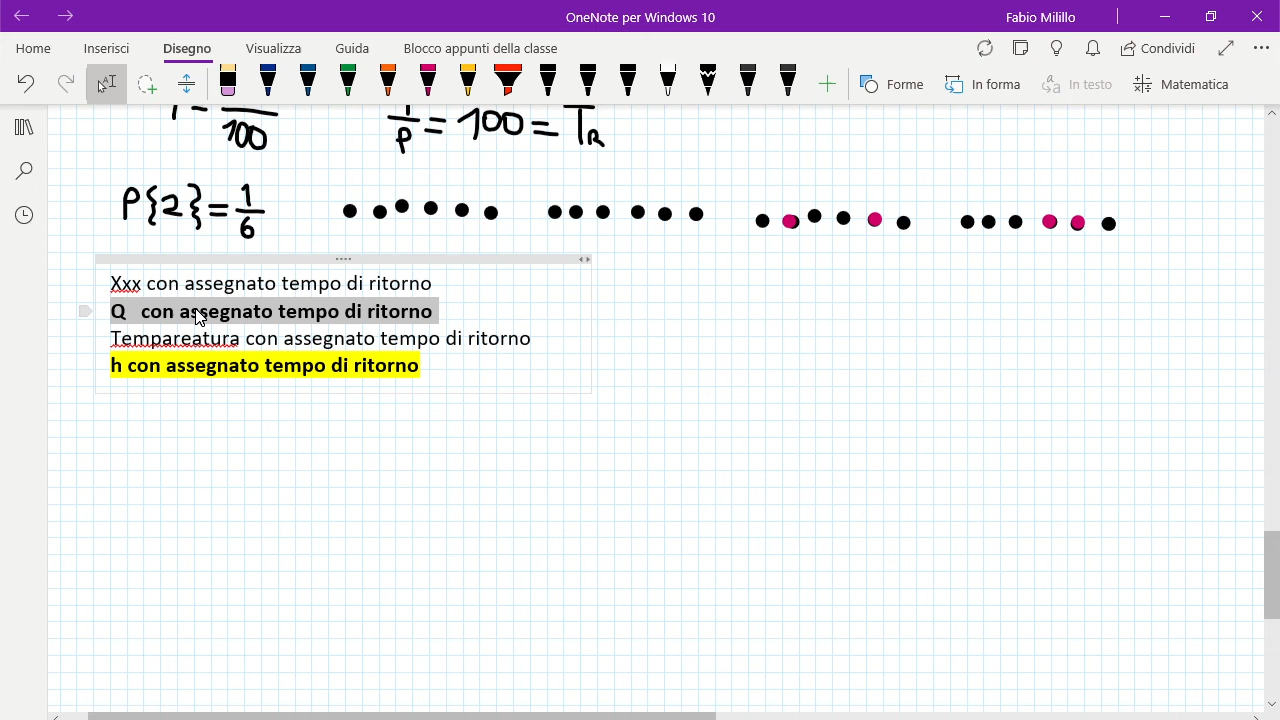 OneNote per Windows 10
Fabio Milillo
Home Inserisci Disegno Visualizza Guida Blocco appunti della classe
Condividi
Forme In forma In testo Matematica
100
1/P = 100 = T_R
P{2} = 1/6
Xxx con assegnato tempo di ritorno
Q con assegnato tempo di ritorno
Tempareatura con assegnato tempo di ritorno
h con assegnato tempo di ritorno